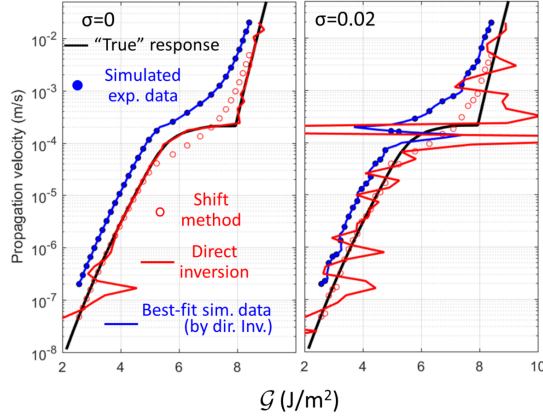 σ=0
σ=0.02
"True" response
Simulated
exp. data
Shift
method
Direct
inversion
Best-fit sim. data
(by dir. Inv.)
Propagation velocity (m/s)
10-2
10-3
10-4
10-5
10-6
10-7
10-8
2 4 6 8
2 4 6 8 10
𝒢 (J/m²)